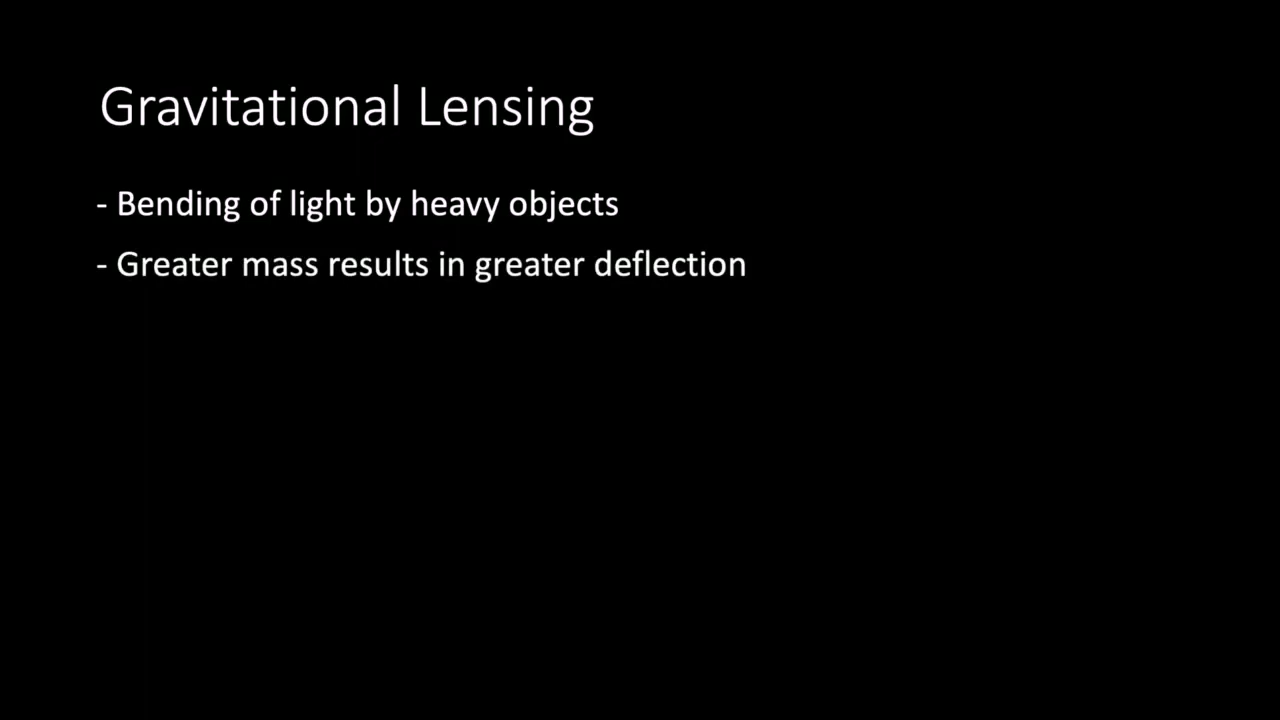 Gravitational Lensing
- Bending of light by heavy objects
- Greater mass results in greater deflection